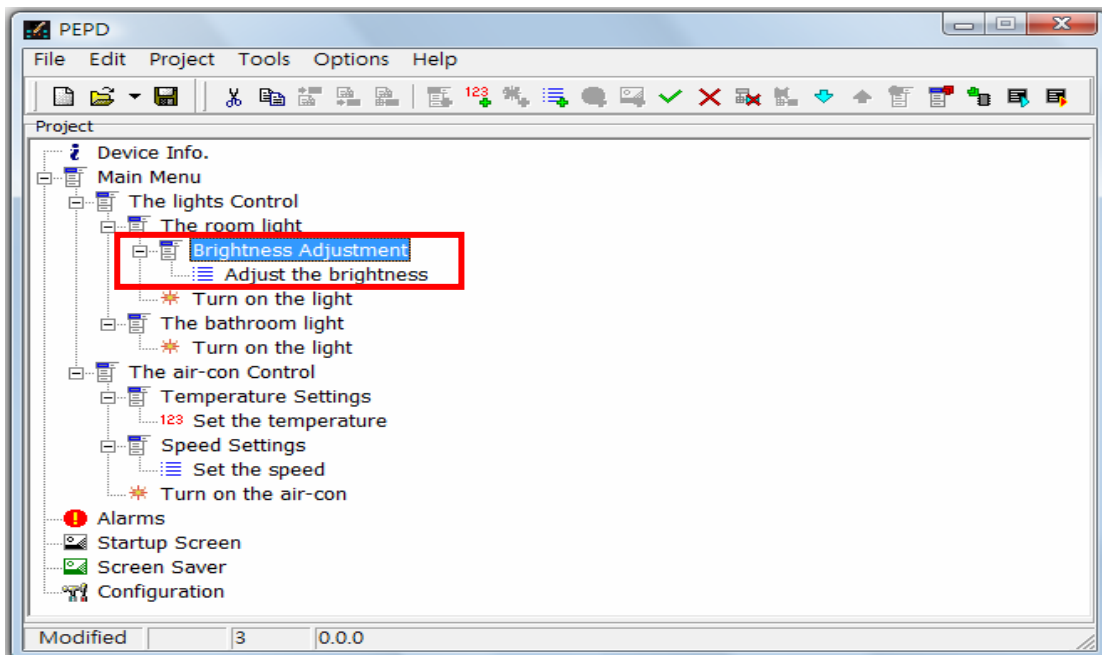 PEPD
File Edit Project Tools Options Help
123
Project
Device Info.
Main Menu
The lights Control
The room light
Brightness Adjustment
Adjust the brightness
Turn on the light
The bathroom light
Turn on the light
The air-con Control
Temperature Settings
123 Set the temperature
Speed Settings
Set the speed
Turn on the air-con
Alarms
Startup Screen
Screen Saver
Configuration
Modified 3 0.0.0